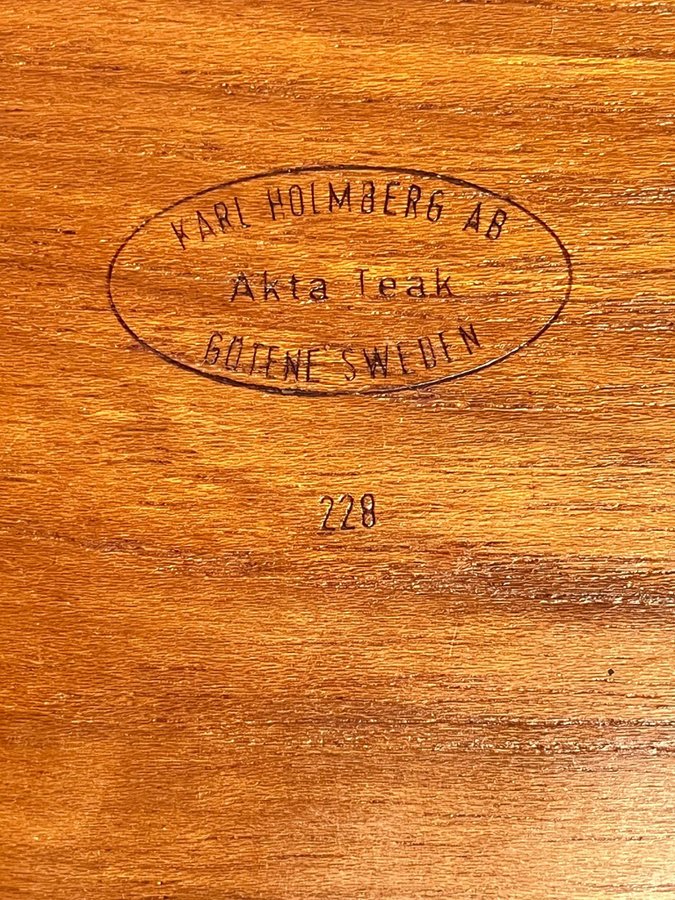 KARL HOLMBERG AB
Akta Teak
GÖTENE SWEDEN
228